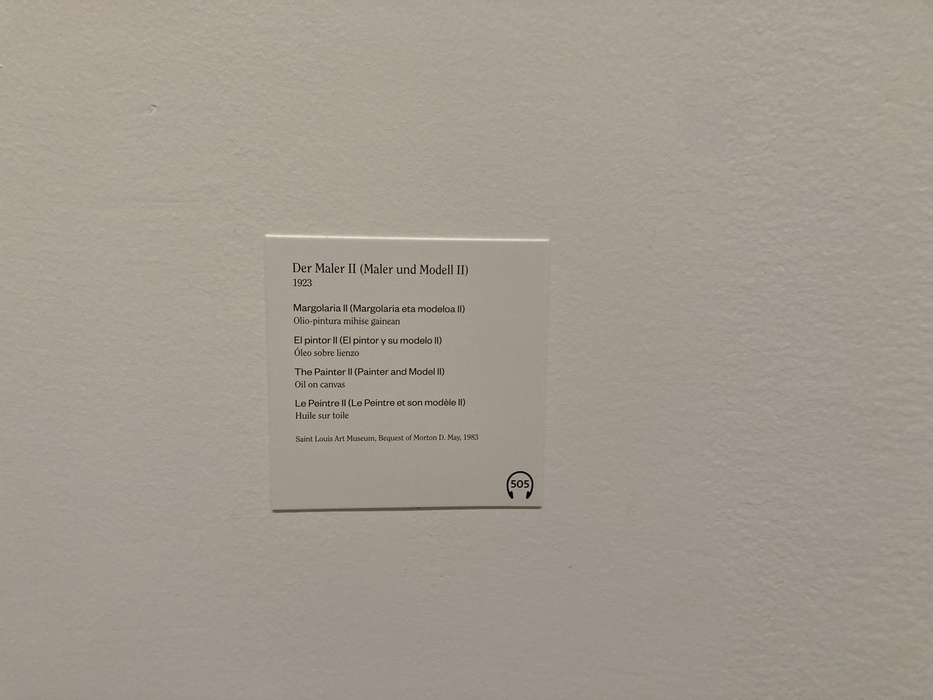 Der Maler II (Maler und Modell II)
1923
Margolaria II (Margolaria eta modeloa II)
Olio-pintura mihise gainean
El pintor II (El pintor y su modelo II)
Óleo sobre lienzo
The Painter II (Painter and Model II)
Oil on canvas
Le Peintre II (Le Peintre et son modèle II)
Huile sur toile
Saint Louis Art Museum, Bequest of Morton D. May, 1983
505